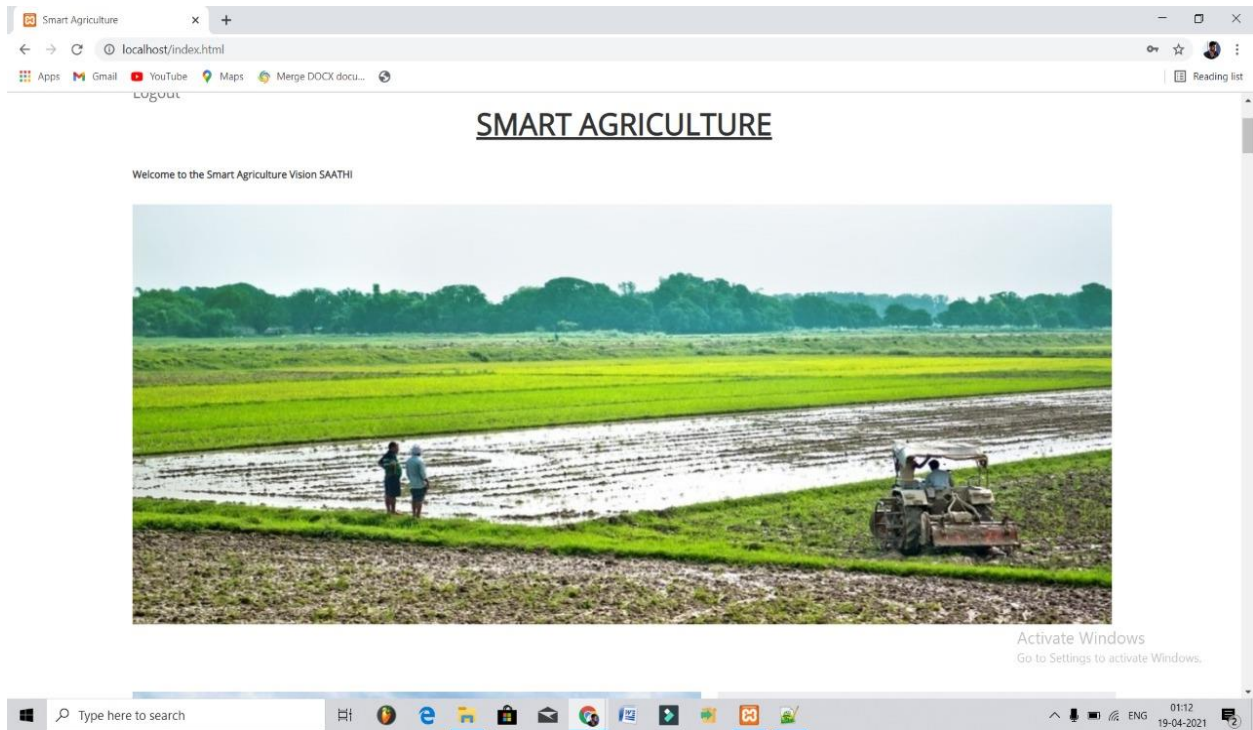 Smart Agriculture
localhost/index.html
Apps Gmail YouTube Maps Merge DOCX docu... Reading list
Logout
SMART AGRICULTURE
Welcome to the Smart Agriculture Vision SAATHI
Activate Windows
Go to Settings to activate Windows.
Type here to search
ENG
01:12
19-04-2021
2